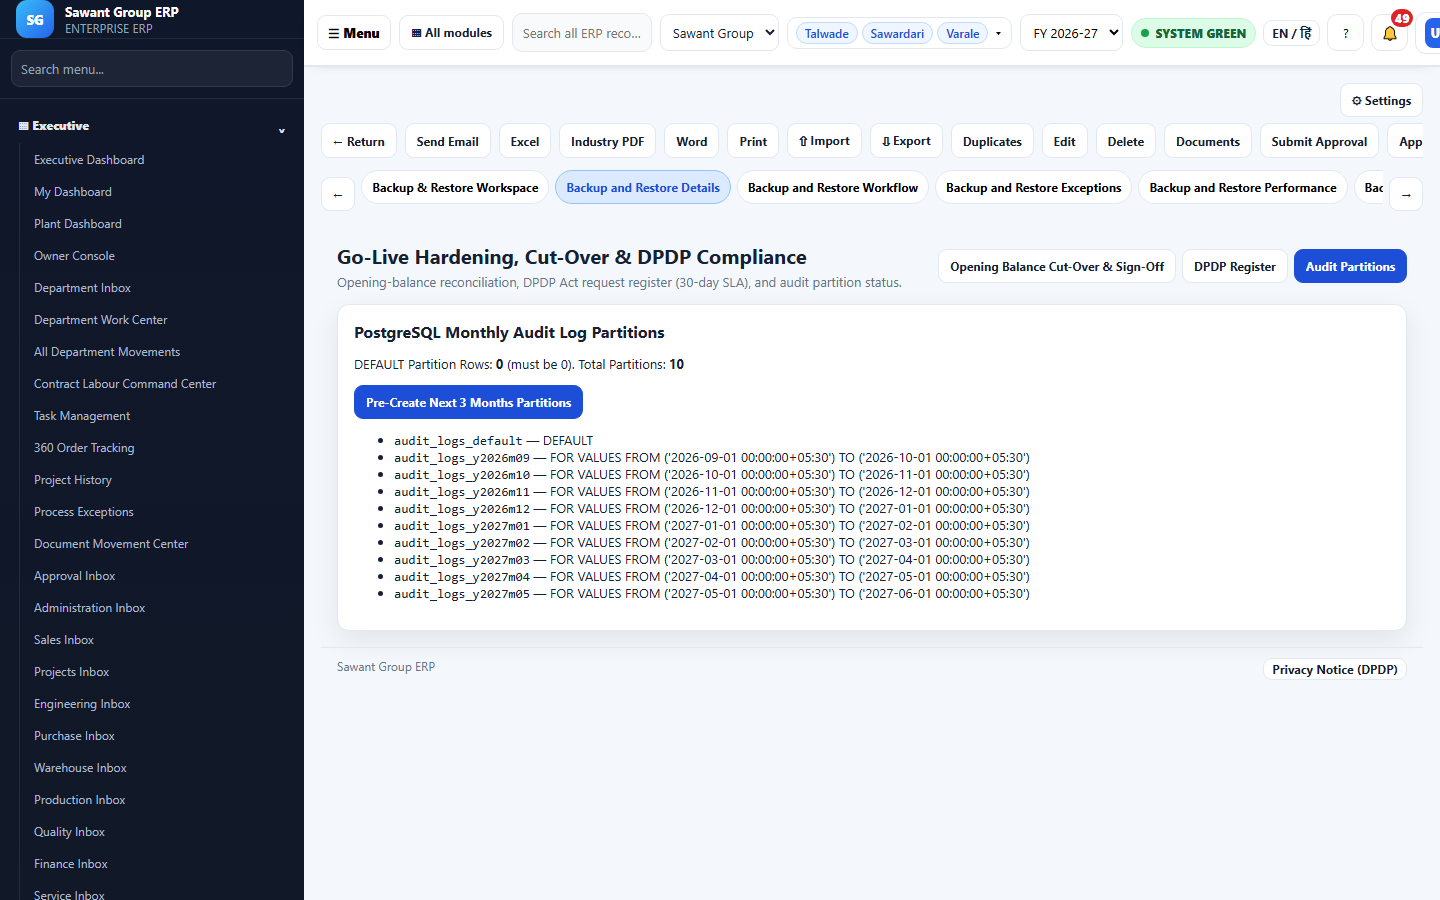 SG
Sawant Group ERP
ENTERPRISE ERP
Search menu...
Executive
Executive Dashboard
My Dashboard
Plant Dashboard
Owner Console
Department Inbox
Department Work Center
All Department Movements
Contract Labour Command Center
Task Management
360 Order Tracking
Project History
Process Exceptions
Document Movement Center
Approval Inbox
Administration Inbox
Sales Inbox
Projects Inbox
Engineering Inbox
Purchase Inbox
Warehouse Inbox
Production Inbox
Quality Inbox
Finance Inbox
Service Inbox
☰ Menu
All modules
Search all ERP reco...
Sawant Group
Talwade Sawardari Varale
FY 2026-27
SYSTEM GREEN
EN / हिं
?
49
U
⚙ Settings
← Return
Send Email
Excel
Industry PDF
Word
Print
⇧ Import
⇩ Export
Duplicates
Edit
Delete
Documents
Submit Approval
App
←
Backup & Restore Workspace
Backup and Restore Details
Backup and Restore Workflow
Backup and Restore Exceptions
Backup and Restore Performance
Bac
→
Go-Live Hardening, Cut-Over & DPDP Compliance
Opening-balance reconciliation, DPDP Act request register (30-day SLA), and audit partition status.
Opening Balance Cut-Over & Sign-Off
DPDP Register
Audit Partitions
PostgreSQL Monthly Audit Log Partitions
DEFAULT Partition Rows: 0 (must be 0). Total Partitions: 10
Pre-Create Next 3 Months Partitions
• audit_logs_default — DEFAULT
• audit_logs_y2026m09 — FOR VALUES FROM ('2026-09-01 00:00:00+05:30') TO ('2026-10-01 00:00:00+05:30')
• audit_logs_y2026m10 — FOR VALUES FROM ('2026-10-01 00:00:00+05:30') TO ('2026-11-01 00:00:00+05:30')
• audit_logs_y2026m11 — FOR VALUES FROM ('2026-11-01 00:00:00+05:30') TO ('2026-12-01 00:00:00+05:30')
• audit_logs_y2026m12 — FOR VALUES FROM ('2026-12-01 00:00:00+05:30') TO ('2027-01-01 00:00:00+05:30')
• audit_logs_y2027m01 — FOR VALUES FROM ('2027-01-01 00:00:00+05:30') TO ('2027-02-01 00:00:00+05:30')
• audit_logs_y2027m02 — FOR VALUES FROM ('2027-02-01 00:00:00+05:30') TO ('2027-03-01 00:00:00+05:30')
• audit_logs_y2027m03 — FOR VALUES FROM ('2027-03-01 00:00:00+05:30') TO ('2027-04-01 00:00:00+05:30')
• audit_logs_y2027m04 — FOR VALUES FROM ('2027-04-01 00:00:00+05:30') TO ('2027-05-01 00:00:00+05:30')
• audit_logs_y2027m05 — FOR VALUES FROM ('2027-05-01 00:00:00+05:30') TO ('2027-06-01 00:00:00+05:30')
Sawant Group ERP
Privacy Notice (DPDP)